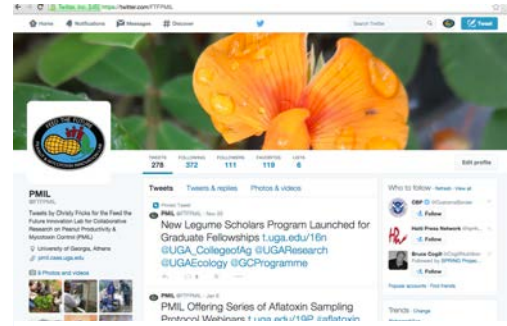 Twitter, Inc. [US] https://twitter.com/FTFPMIL
Home Notifications Messages # Discover
Search Twitter
Tweet
FEED THE FUTURE
TWEETS FOLLOWING FOLLOWERS FAVORITES LISTS
278 372 111 118 6
Edit profile
PMIL
@FTFPMIL
Tweets by Christy Fricks for the Feed the
Future Innovation Lab for Collaborative
Research on Peanut Productivity &
Mycotoxin Control (PMIL)
University of Georgia, Athens
pmil.caes.uga.edu
Photos and videos
Tweets Tweets & replies Photos & videos
Pinned Tweet
PMIL @FTFPMIL
New Legume Scholars Program Launched for
Graduate Fellowships t.uga.edu/16n
@UGA_CollegeofAg @UGAResearch
@UGAEcology @GCProgramme
PMIL @FTFPMIL
PMIL Offering Series of Aflatoxin Sampling
Protocol Webinars t.uga.edu/19P #aflatoxin
Who to follow Refresh View all
CBP @CustomsBorder
Follow
Haiti Press Network
Follow
Bruce Cogill
Followed by SPRING
Follow
Popular accounts Find friends
Trends Change